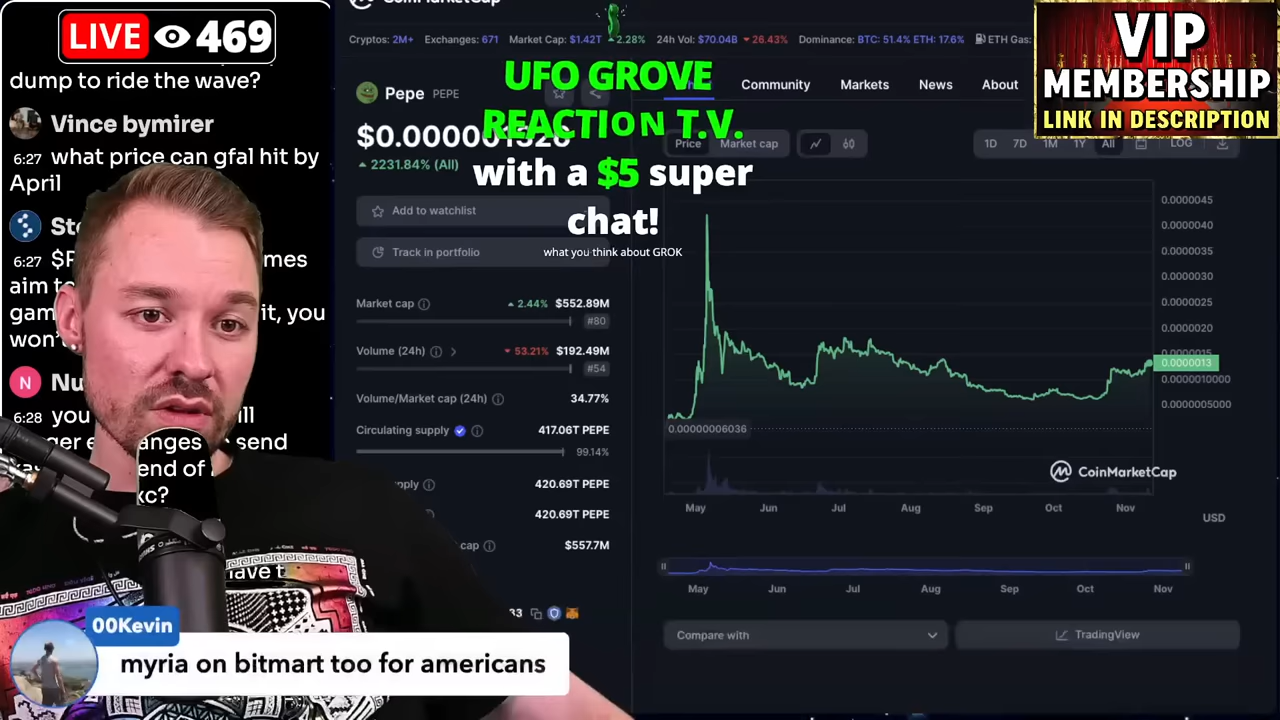 LIVE 469
dump to ride the wave?
Vince bymirer
6:27 what price can gfal hit by
April
6:27
aim to
it, you
won't
N
6:28 you
send
end of
xc?
00Kevin
myria on bitmart too for americans
CoinMarketCap
Cryptos: 2M+ Exchanges: 671 Market Cap: $1.42T 2.28% 24h Vol: $70.04B 26.43% Dominance: BTC: 51.4% ETH: 17.6% ETH Gas:
VIP
MEMBERSHIP
LINK IN DESCRIPTION
UFO GROVE
REACTION T.V.
with a $5 super
chat!
what you think about GROK
Community Markets News About
Pepe PEPE
2231.84% (All)
Add to watchlist
Track in portfolio
Market cap 2.44% $552.89M
#80
Volume (24h) 53.21% $192.49M
#54
Volume/Market cap (24h) 34.77%
Circulating supply 417.06T PEPE
99.14%
420.69T PEPE
420.69T PEPE
cap $557.7M
Price Market cap
1D 7D 1M 1Y All LOG
0.0000045
0.0000040
0.0000035
0.0000030
0.0000025
0.0000020
0.0000015
0.0000013
0.0000010000
0.0000005000
0.00000006036
CoinMarketCap
May Jun Jul Aug Sep Oct Nov
USD
May Jun Jul Aug Sep Oct Nov
Compare with
TradingView